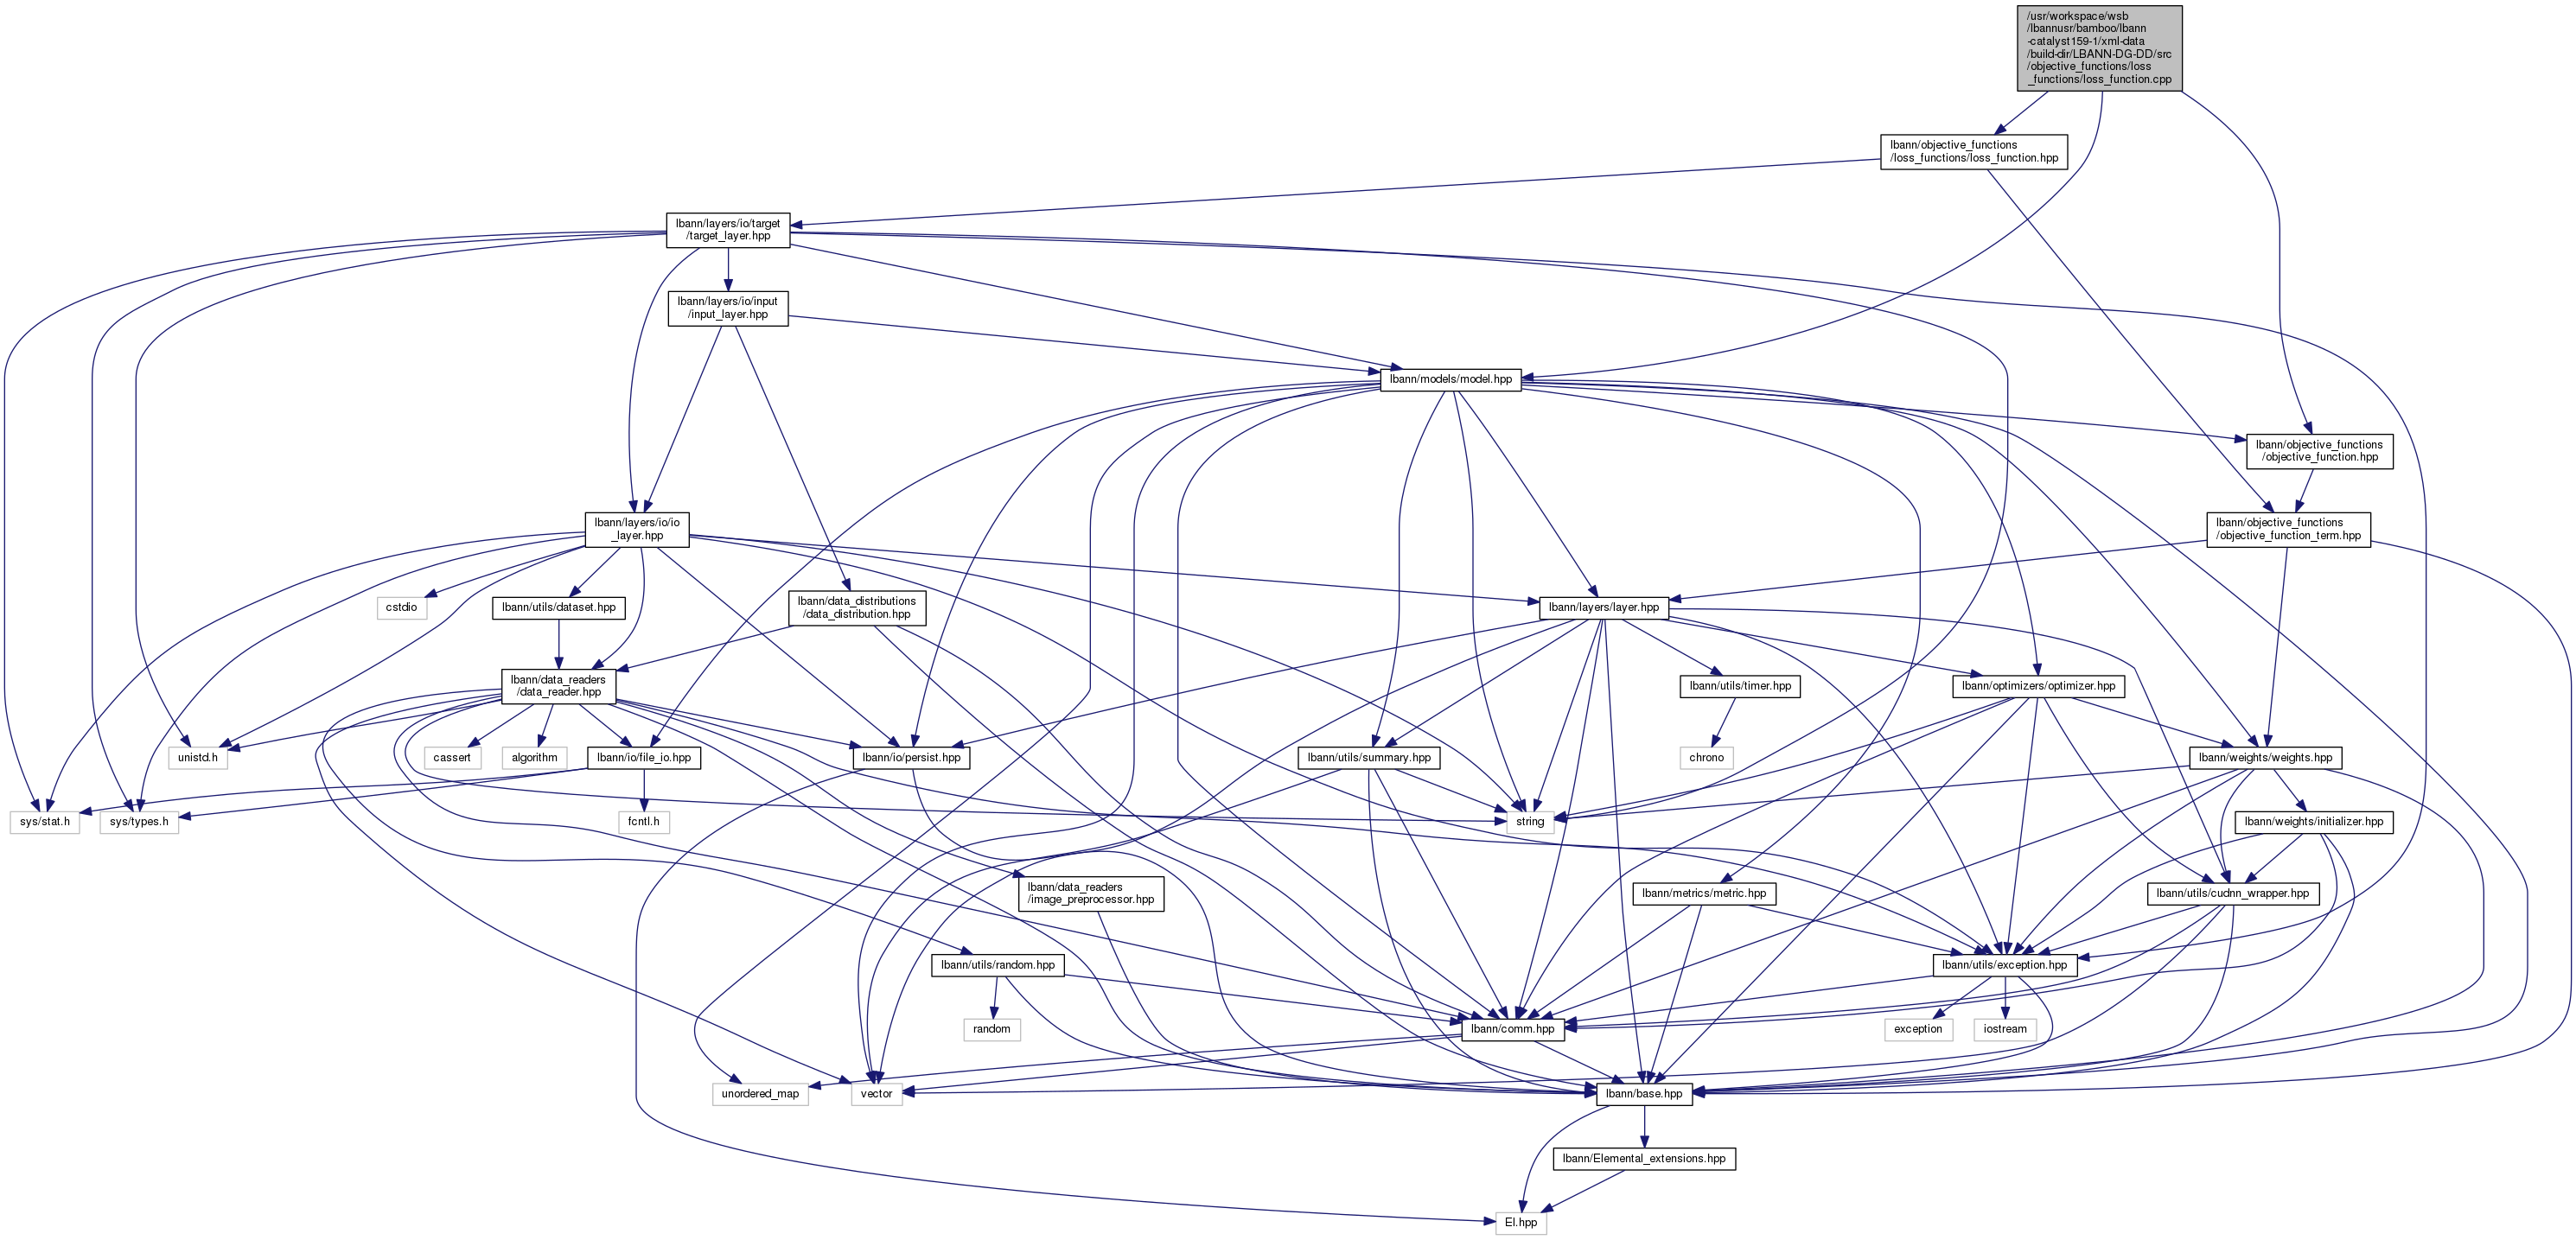 /usr/workspace/wsb
/lbannusr/bamboo/lbann
-catalyst159-1/xml-data
/build-dir/LBANN-DG-DD/src
/objective_functions/loss
_functions/loss_function.cpp
lbann/objective_functions
/loss_functions/loss_function.hpp
lbann/layers/io/target
/target_layer.hpp
lbann/layers/io/input
/input_layer.hpp
lbann/models/model.hpp
lbann/objective_functions
/objective_function.hpp
lbann/layers/io/io
_layer.hpp
lbann/objective_functions
/objective_function_term.hpp
cstdio
lbann/utils/dataset.hpp
lbann/data_distributions
/data_distribution.hpp
lbann/layers/layer.hpp
lbann/data_readers
/data_reader.hpp
lbann/utils/timer.hpp
lbann/optimizers/optimizer.hpp
unistd.h
cassert
algorithm
lbann/io/file_io.hpp
lbann/io/persist.hpp
lbann/utils/summary.hpp
chrono
lbann/weights/weights.hpp
sys/stat.h
sys/types.h
fcntl.h
string
lbann/weights/initializer.hpp
lbann/data_readers
/image_preprocessor.hpp
lbann/metrics/metric.hpp
lbann/utils/cudnn_wrapper.hpp
lbann/utils/random.hpp
lbann/utils/exception.hpp
random
lbann/comm.hpp
exception
iostream
unordered_map
vector
lbann/base.hpp
lbann/Elemental_extensions.hpp
El.hpp